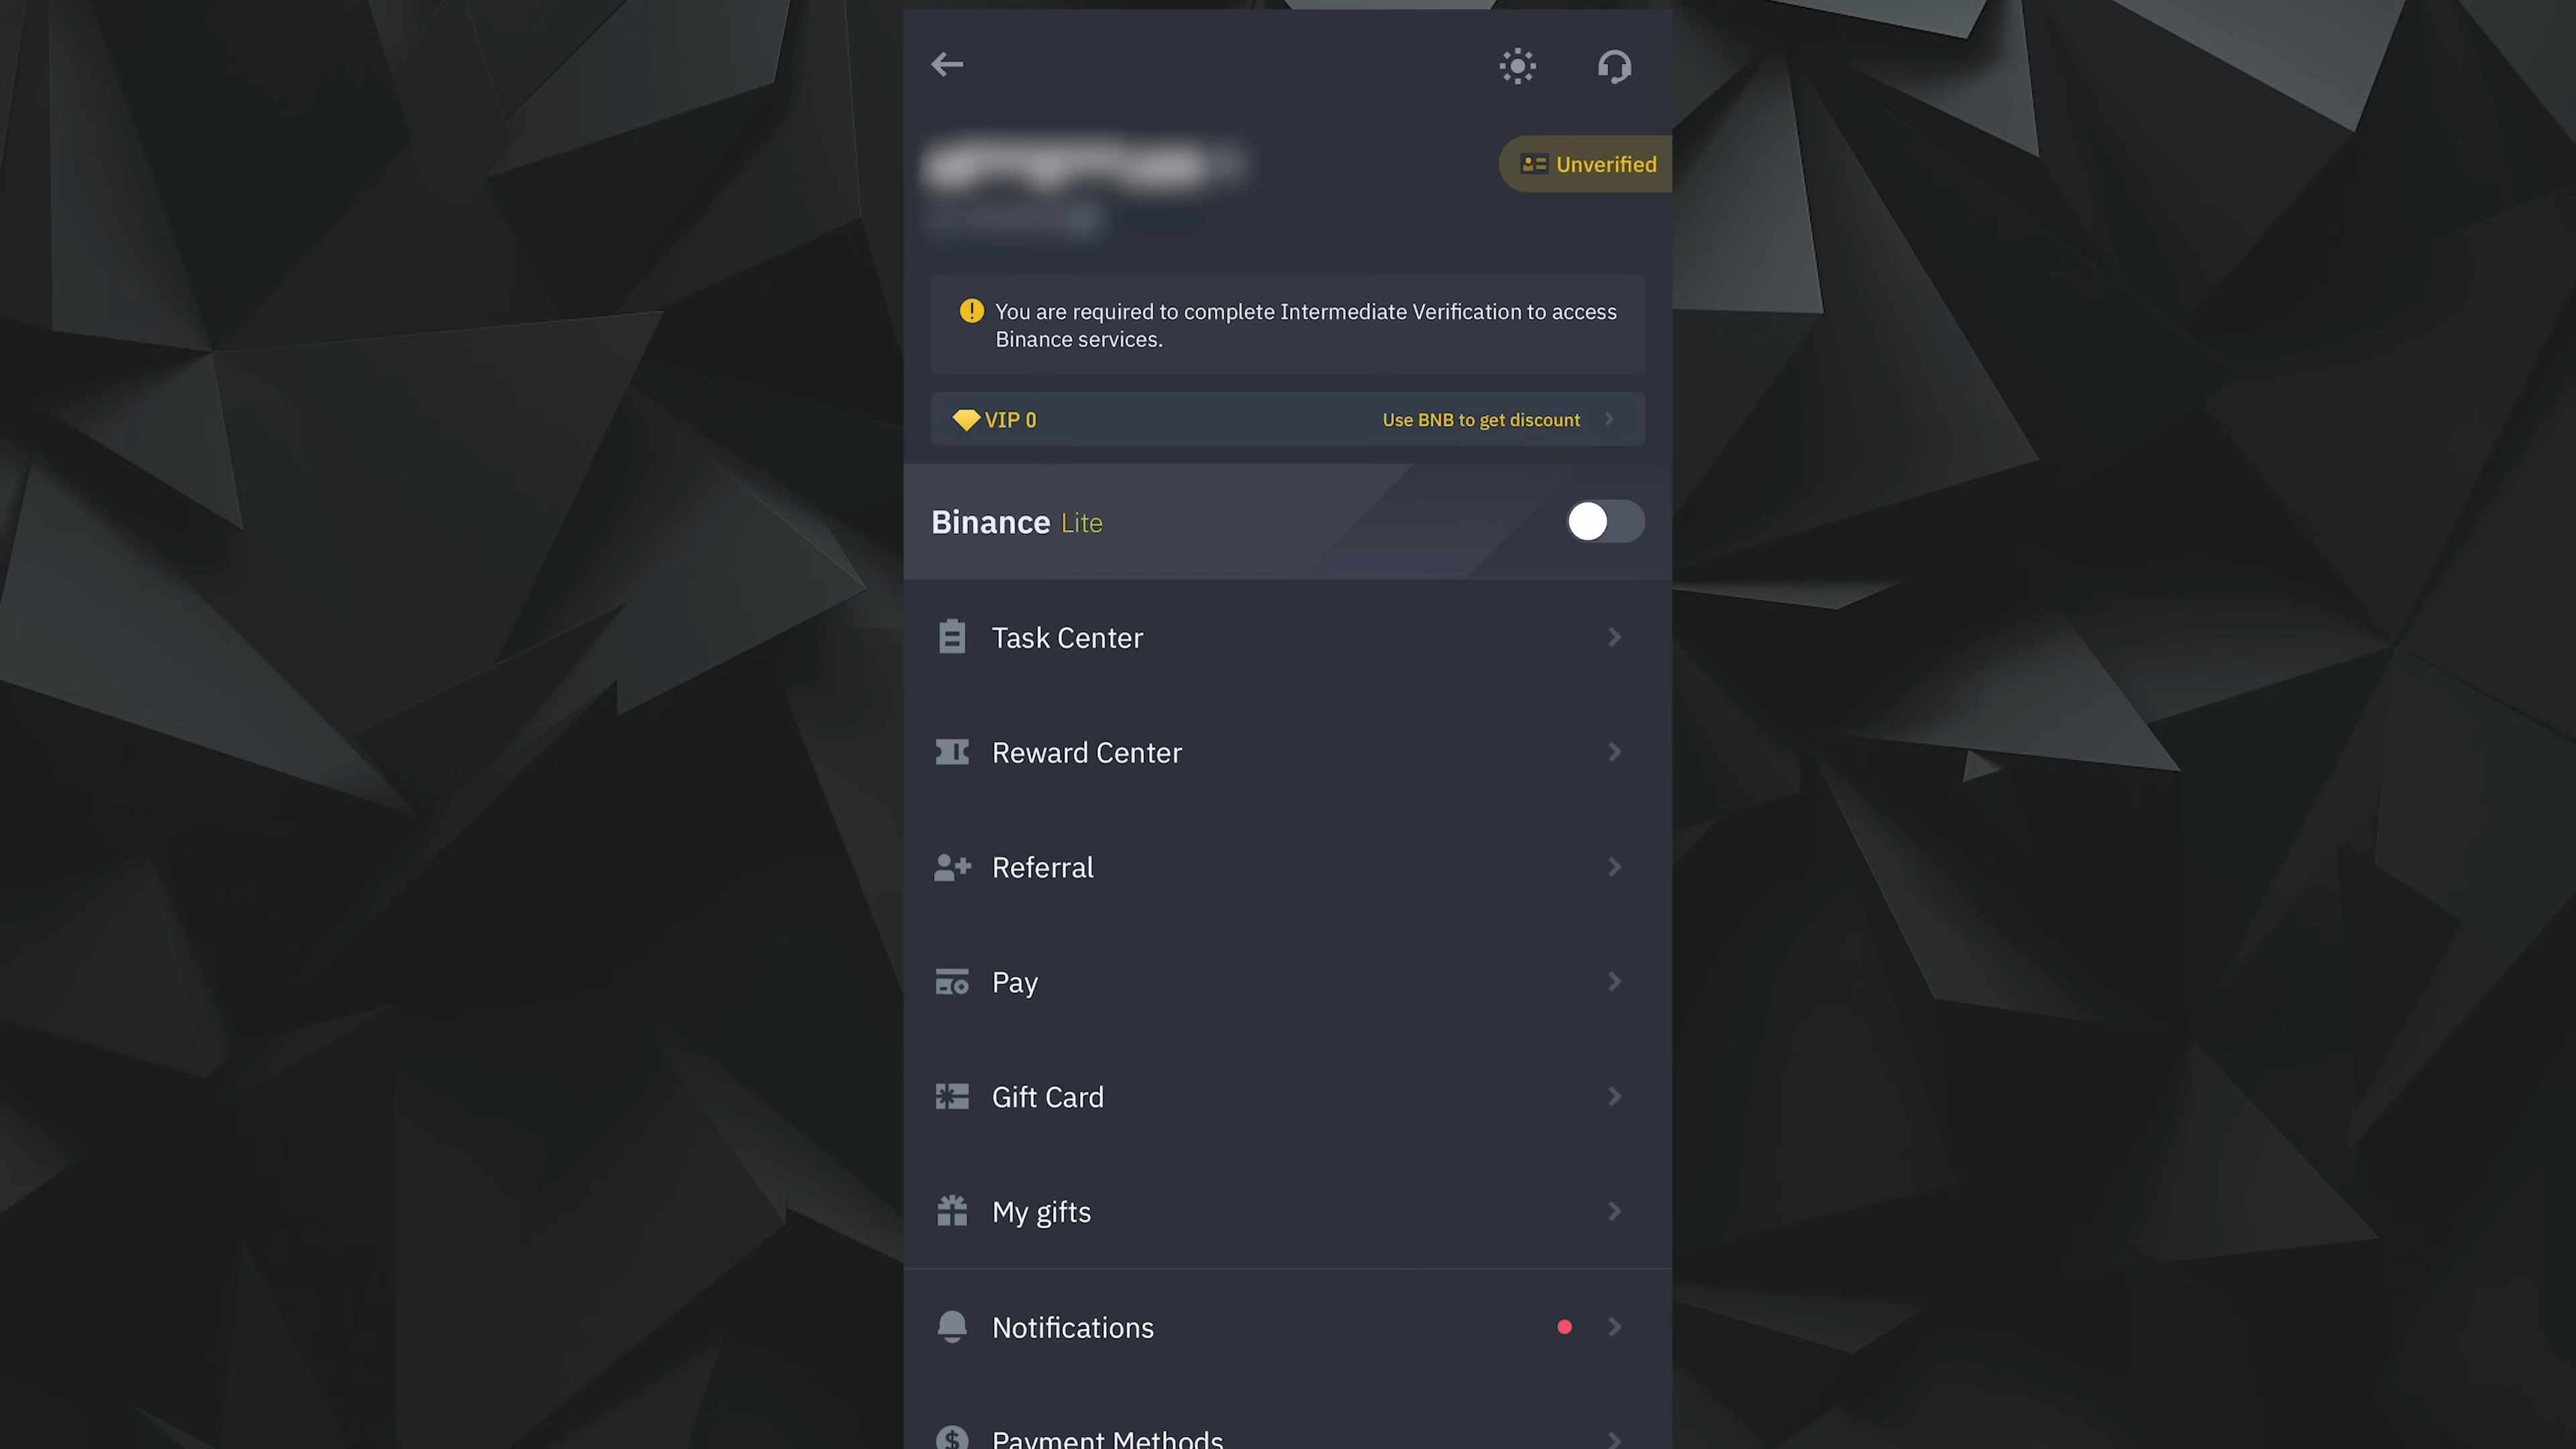 Unverified
You are required to complete Intermediate Verification to access
Binance services.
VIP 0
Use BNB to get discount
Binance Lite
Task Center
Reward Center
Referral
Pay
Gift Card
My gifts
Notifications
Payment Methods